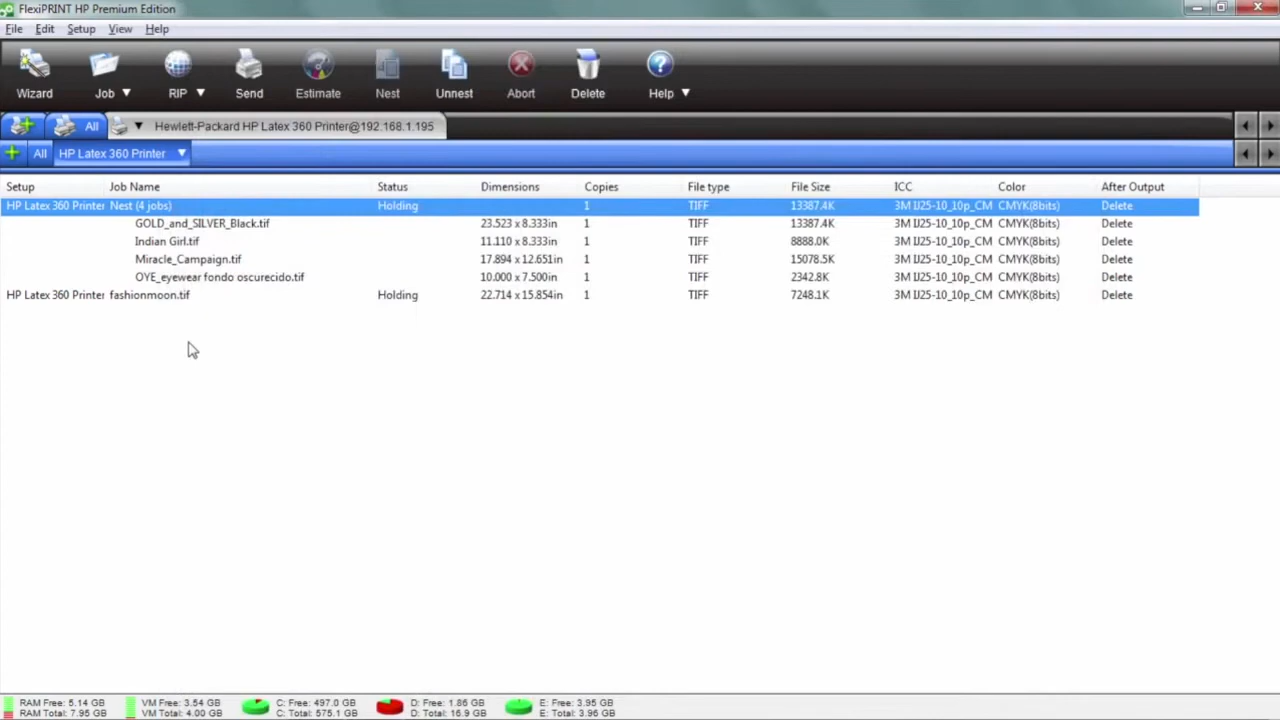 FlexiPRINT HP Premium Edition
File Edit Setup View Help
Wizard Job RIP Send Estimate Nest Unnest Abort Delete Help
All Hewlett-Packard HP Latex 360 Printer@192.168.1.195
All HP Latex 360 Printer
Setup Job Name Status Dimensions Copies File type File Size ICC Color After Output
HP Latex 360 Printer Nest (4 jobs) Holding 1 TIFF 13387.4K 3M IJ25-10_10p_CM CMYK(8bits) Delete
GOLD_and_SILVER_Black.tif 23.523 x 8.333in 1 TIFF 13387.4K 3M IJ25-10_10p_CM CMYK(8bits) Delete
Indian Girl.tif 11.110 x 8.333in 1 TIFF 8888.0K 3M IJ25-10_10p_CM CMYK(8bits) Delete
Miracle_Campaign.tif 17.894 x 12.651in 1 TIFF 15078.5K 3M IJ25-10_10p_CM CMYK(8bits) Delete
OYE_eyewear fondo oscurecido.tif 10.000 x 7.500in 1 TIFF 2342.8K 3M IJ25-10_10p_CM CMYK(8bits) Delete
HP Latex 360 Printer fashionmoon.tif Holding 22.714 x 15.854in 1 TIFF 7248.1K 3M IJ25-10_10p_CM CMYK(8bits) Delete
RAM Free: 5.14 GB VM Free: 3.54 GB C: Free: 497.0 GB D: Free: 1.86 GB E: Free: 3.95 GB
RAM Total: 7.95 GB VM Total: 4.00 GB C: Total: 575.1 GB D: Total: 16.9 GB E: Total: 3.96 GB